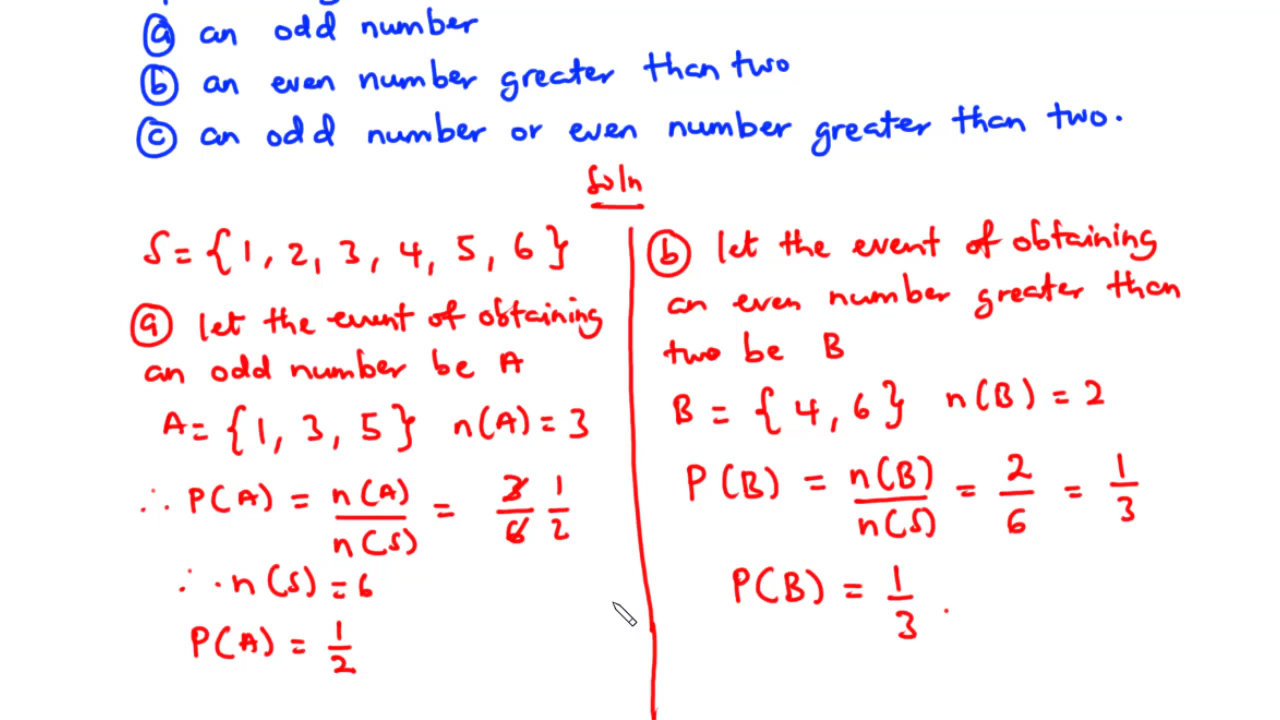 ⓐ an odd number
ⓑ an even number greater than two
ⓒ an odd number or even number greater than two.
Soln
S = {1, 2, 3, 4, 5, 6}
ⓐ let the event of obtaining
an odd number be A
A = {1, 3, 5} n(A) = 3
∴ P(A) = n(A)/n(S) = 3/6 1/2
∴ n(S) = 6
P(A) = 1/2
ⓑ let the event of obtaining
an even number greater than
two be B
B = {4, 6} n(B) = 2
P(B) = n(B)/n(S) = 2/6 = 1/3
P(B) = 1/3 .